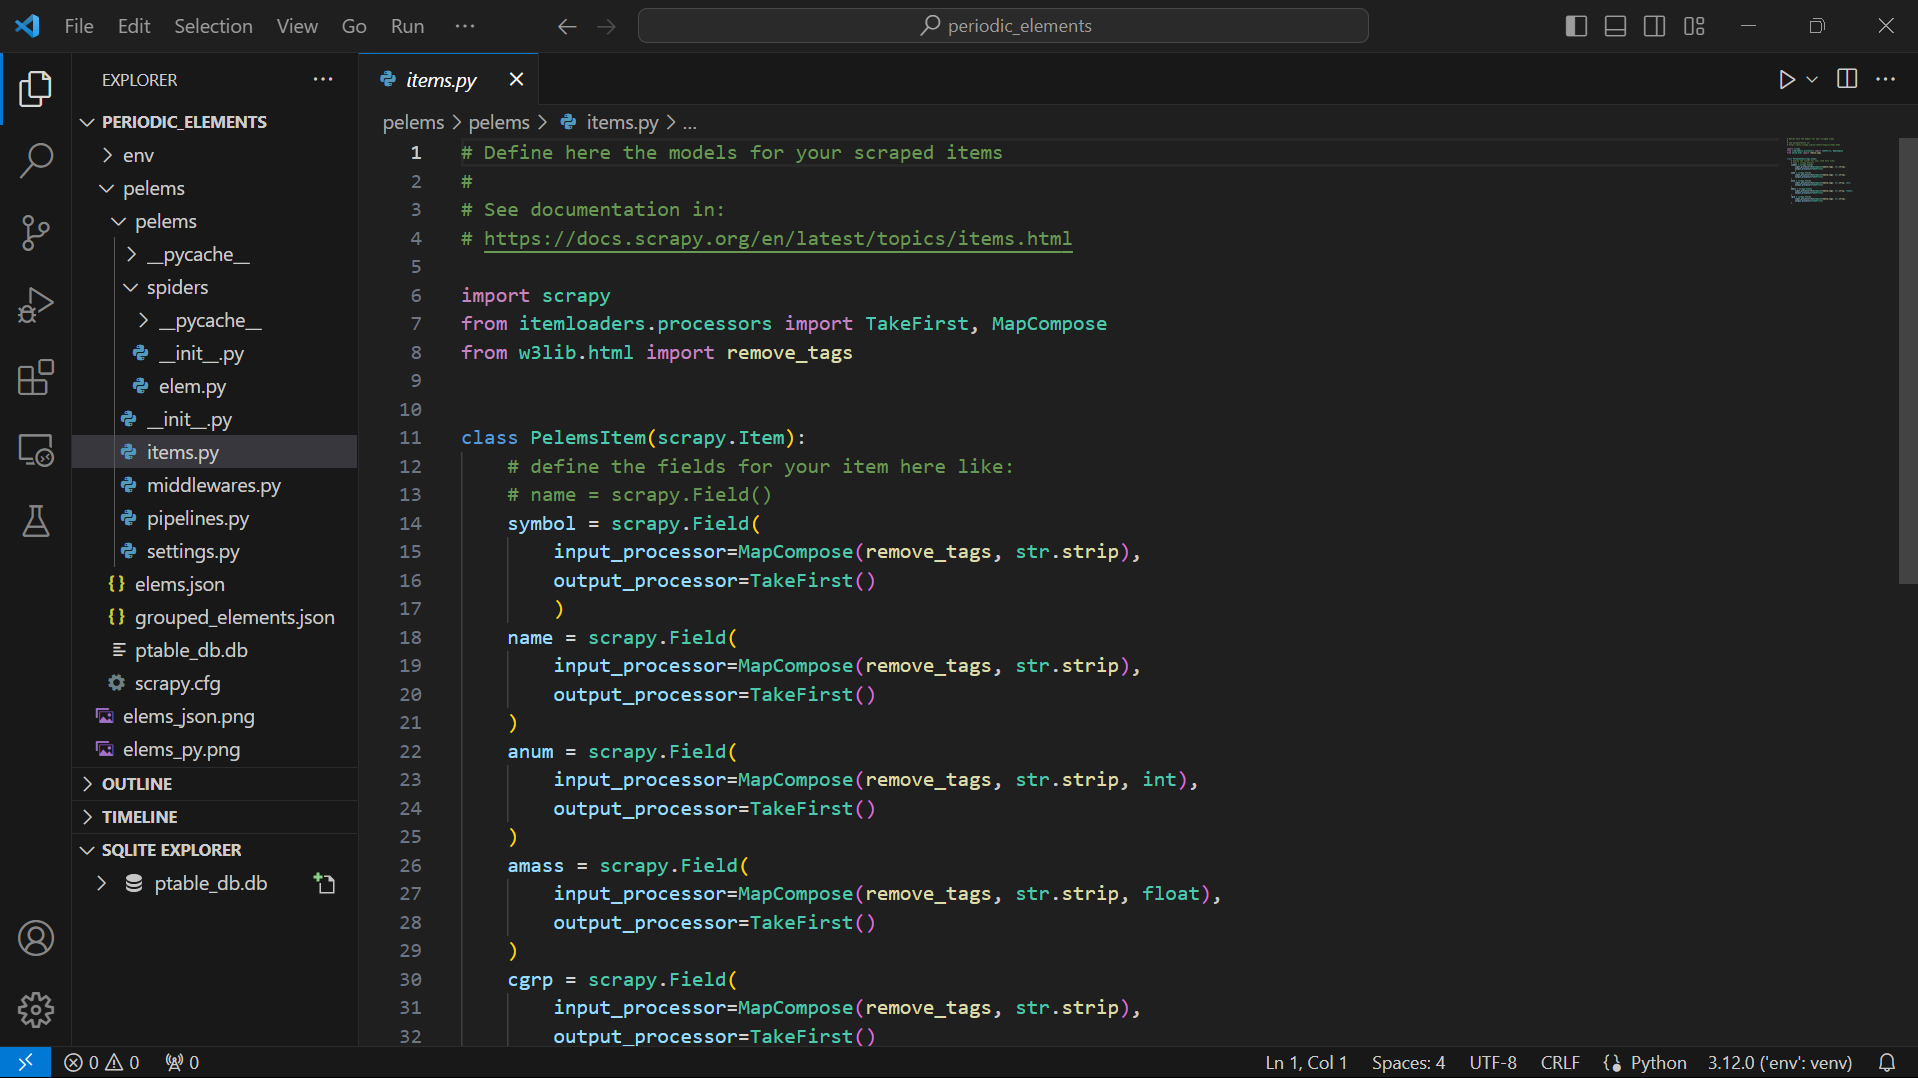 File Edit Selection View Go Run ···
periodic_elements
EXPLORER
PERIODIC_ELEMENTS
env
pelems
pelems
__pycache__
spiders
__pycache__
__init__.py
elem.py
__init__.py
items.py
middlewares.py
pipelines.py
settings.py
elems.json
grouped_elements.json
ptable_db.db
scrapy.cfg
elems_json.png
elems_py.png
OUTLINE
TIMELINE
SQLITE EXPLORER
ptable_db.db
items.py
pelems > pelems > items.py > ...
1 # Define here the models for your scraped items
2 #
3 # See documentation in:
4 # https://docs.scrapy.org/en/latest/topics/items.html
5
6 import scrapy
7 from itemloaders.processors import TakeFirst, MapCompose
8 from w3lib.html import remove_tags
9
10
11 class PelemsItem(scrapy.Item):
12 # define the fields for your item here like:
13 # name = scrapy.Field()
14 symbol = scrapy.Field(
15 input_processor=MapCompose(remove_tags, str.strip),
16 output_processor=TakeFirst()
17 )
18 name = scrapy.Field(
19 input_processor=MapCompose(remove_tags, str.strip),
20 output_processor=TakeFirst()
21 )
22 anum = scrapy.Field(
23 input_processor=MapCompose(remove_tags, str.strip, int),
24 output_processor=TakeFirst()
25 )
26 amass = scrapy.Field(
27 input_processor=MapCompose(remove_tags, str.strip, float),
28 output_processor=TakeFirst()
29 )
30 cgrp = scrapy.Field(
31 input_processor=MapCompose(remove_tags, str.strip),
32 output_processor=TakeFirst()
0 0 0
Ln 1, Col 1 Spaces: 4 UTF-8 CRLF Python 3.12.0 ('env': venv)